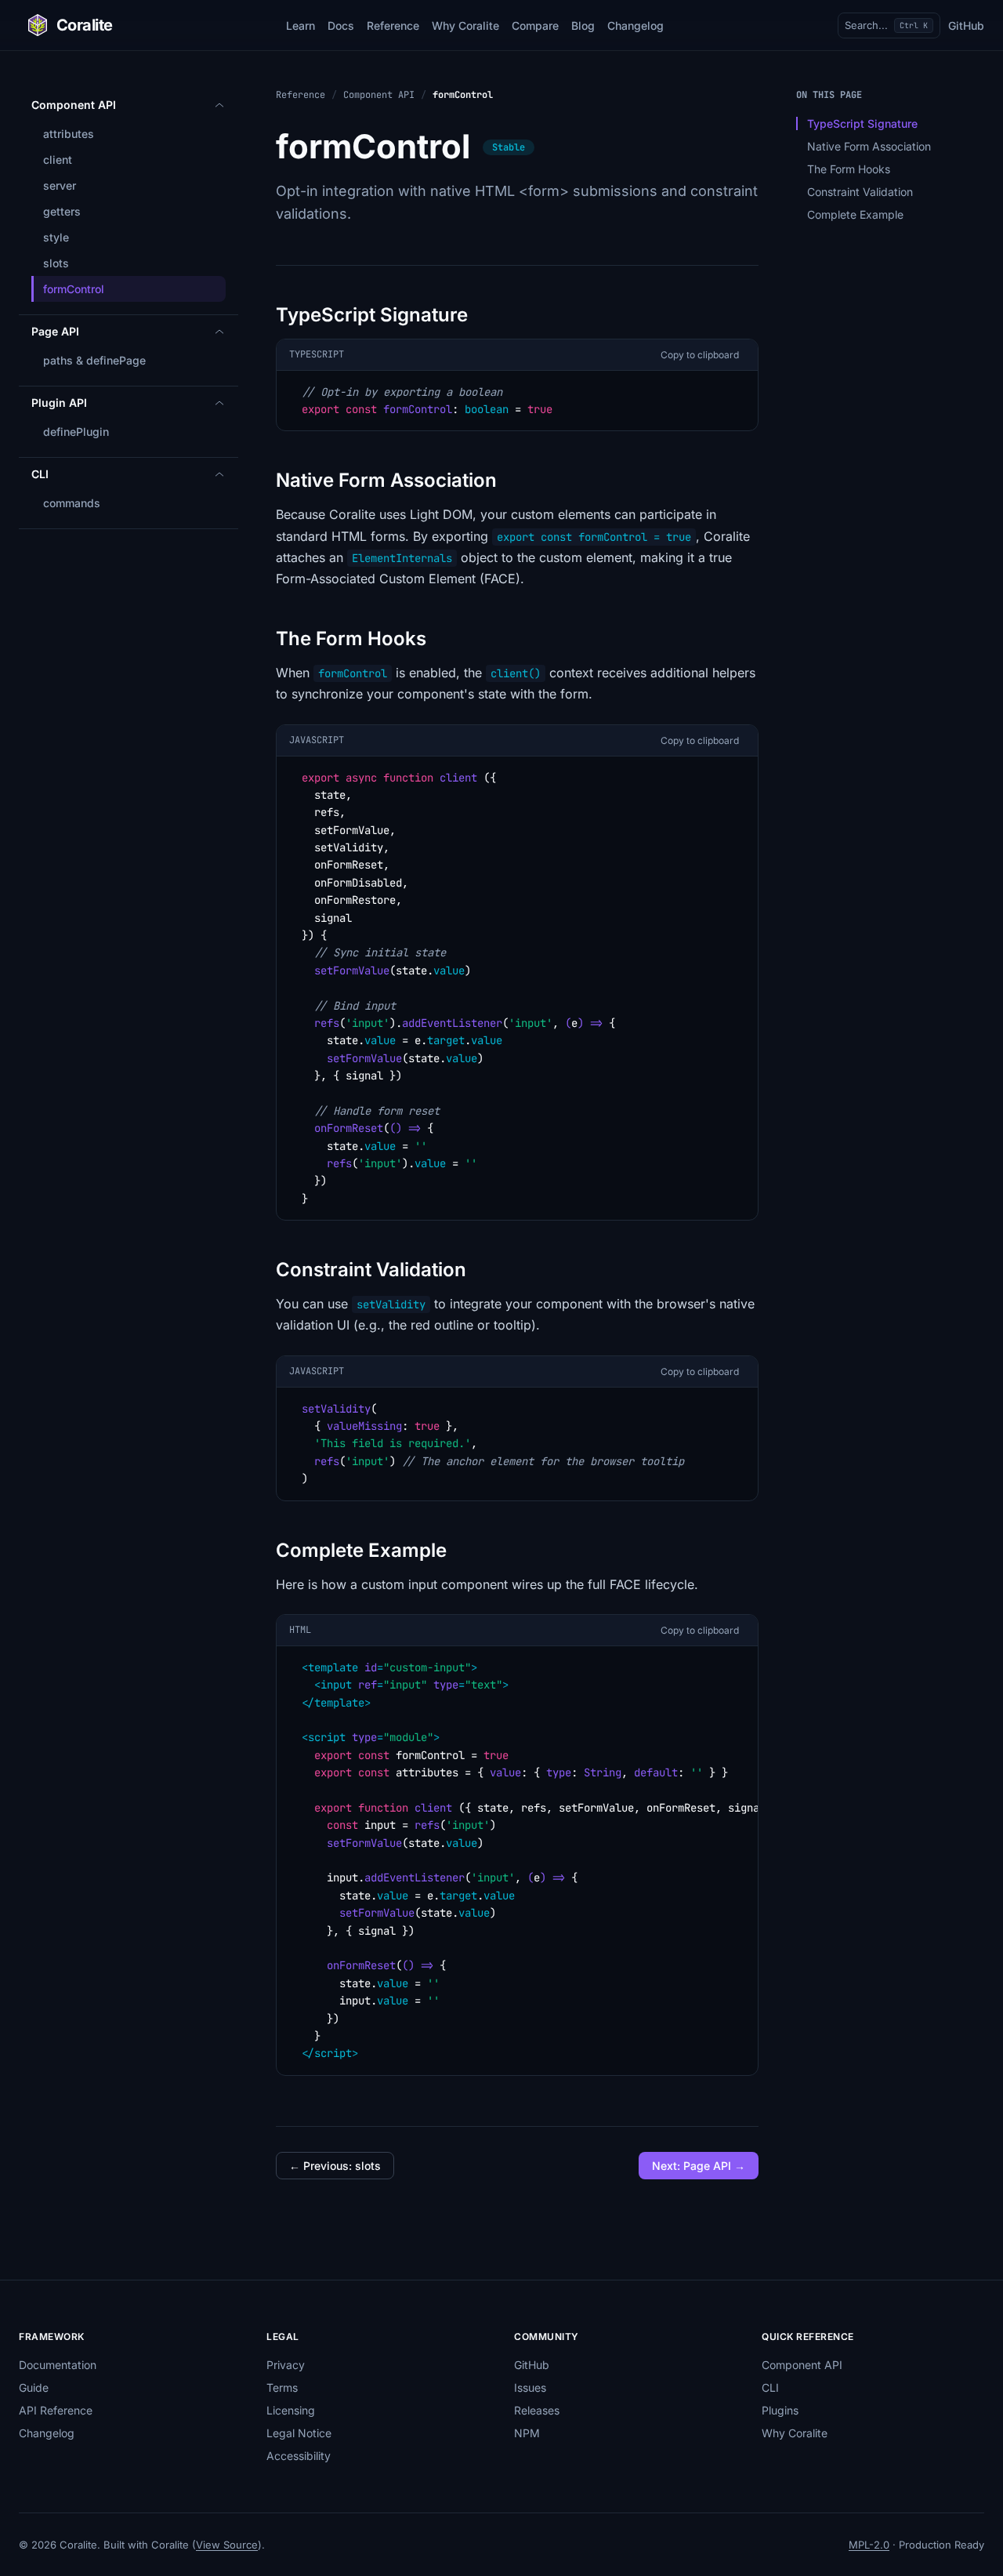 Coralite
Learn Docs Reference Why Coralite Compare Blog Changelog
Search... Ctrl K GitHub
Component API
attributes
client
server
getters
style
slots
formControl
Page API
paths & definePage
Plugin API
definePlugin
CLI
commands
Reference / Component API / formControl
formControl Stable
Opt-in integration with native HTML <form> submissions and constraint
validations.
TypeScript Signature
TYPESCRIPT Copy to clipboard
// Opt-in by exporting a boolean
export const formControl: boolean = true
Native Form Association
Because Coralite uses Light DOM, your custom elements can participate in
standard HTML forms. By exporting export const formControl = true, Coralite
attaches an ElementInternals object to the custom element, making it a true
Form-Associated Custom Element (FACE).
The Form Hooks
When formControl is enabled, the client() context receives additional helpers
to synchronize your component's state with the form.
JAVASCRIPT Copy to clipboard
export async function client ({
  state,
  refs,
  setFormValue,
  setValidity,
  onFormReset,
  onFormDisabled,
  onFormRestore,
  signal
}) {
  // Sync initial state
  setFormValue(state.value)

  // Bind input
  refs('input').addEventListener('input', (e) => {
    state.value = e.target.value
    setFormValue(state.value)
  }, { signal })

  // Handle form reset
  onFormReset(() => {
    state.value = ''
    refs('input').value = ''
  })
}
Constraint Validation
You can use setValidity to integrate your component with the browser's native
validation UI (e.g., the red outline or tooltip).
JAVASCRIPT Copy to clipboard
setValidity(
  { valueMissing: true },
  'This field is required.',
  refs('input') // The anchor element for the browser tooltip
)
Complete Example
Here is how a custom input component wires up the full FACE lifecycle.
HTML Copy to clipboard
<template id="custom-input">
  <input ref="input" type="text">
</template>

<script type="module">
  export const formControl = true
  export const attributes = { value: { type: String, default: '' } }

  export function client ({ state, refs, setFormValue, onFormReset, signa
    const input = refs('input')
    setFormValue(state.value)

    input.addEventListener('input', (e) => {
      state.value = e.target.value
      setFormValue(state.value)
    }, { signal })

    onFormReset(() => {
      state.value = ''
      input.value = ''
    })
  }
</script>
← Previous: slots
Next: Page API →
ON THIS PAGE
TypeScript Signature
Native Form Association
The Form Hooks
Constraint Validation
Complete Example
FRAMEWORK
Documentation
Guide
API Reference
Changelog
LEGAL
Privacy
Terms
Licensing
Legal Notice
Accessibility
COMMUNITY
GitHub
Issues
Releases
NPM
QUICK REFERENCE
Component API
CLI
Plugins
Why Coralite
© 2026 Coralite. Built with Coralite (View Source).
MPL-2.0 · Production Ready